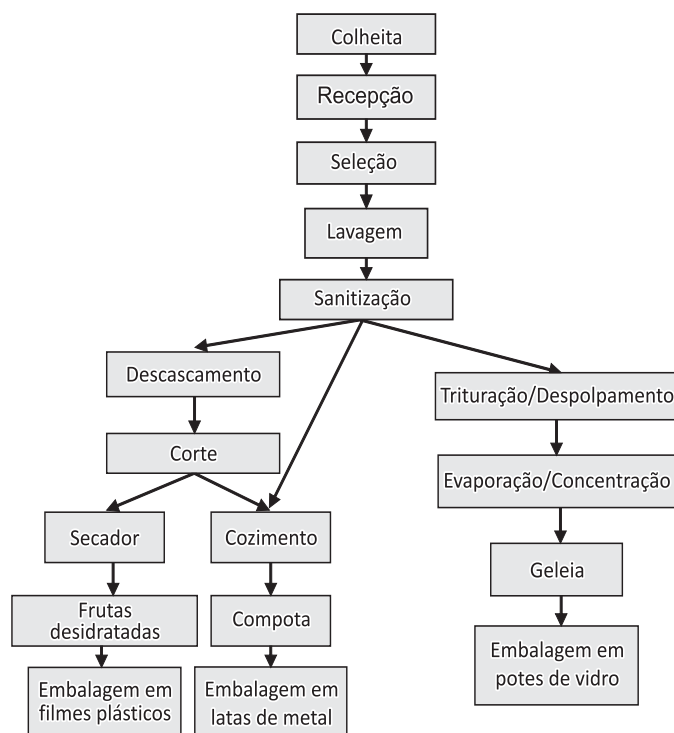 Colheita
Recepção
Seleção
Lavagem
Sanitização
Descascamento
Corte
Secador
Frutas
desidratadas
Embalagem em
filmes plásticos
Cozimento
Compota
Embalagem em
latas de metal
Trituração/Despolpamento
Evaporação/Concentração
Geleia
Embalagem em
potes de vidro